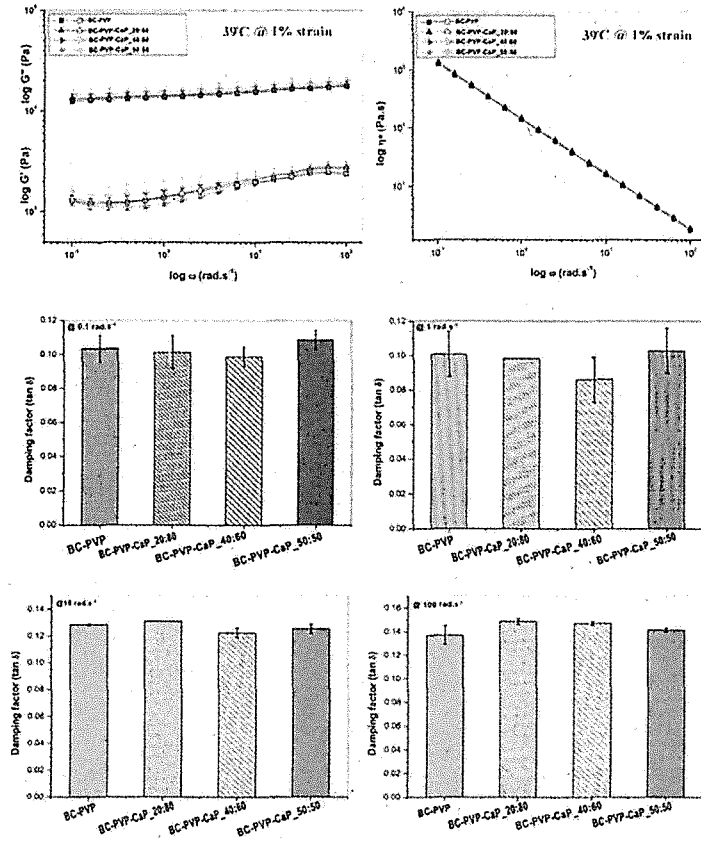 BC-PVP
BC-PVP-CaP_20:80
39°C @ 1% strain
log G'' (Pa)
log G' (Pa)
log ω (rad.s⁻¹)
BC-PVP
BC-PVP-CaP_20:80
39°C @ 1% strain
log η* (Pa.s)
log ω (rad.s⁻¹)
@ 0.1 rad.s⁻¹
0.12
0.10
0.08
0.06
0.04
0.02
0.00
Damping factor (tan δ)
BC-PVP
BC-PVP-CaP_20:80
BC-PVP-CaP_40:60
BC-PVP-CaP_50:50
@ 1 rad.s⁻¹
0.12
0.10
0.08
0.06
0.04
0.02
0.00
Damping factor (tan δ)
BC-PVP
BC-PVP-CaP_20:80
BC-PVP-CaP_40:60
BC-PVP-CaP_50:50
@10 rad.s⁻¹
0.14
0.12
0.10
0.08
0.06
0.04
0.02
0.00
Damping factor (tan δ)
BC-PVP
BC-PVP-CaP_20:80
BC-PVP-CaP_40:60
BC-PVP-CaP_50:50
@ 100 rad.s⁻¹
0.16
0.14
0.12
0.10
0.08
0.06
0.04
0.02
0.00
Damping factor (tan δ)
BC-PVP
BC-PVP-CaP_20:80
BC-PVP-CaP_40:60
BC-PVP-CaP_50:50